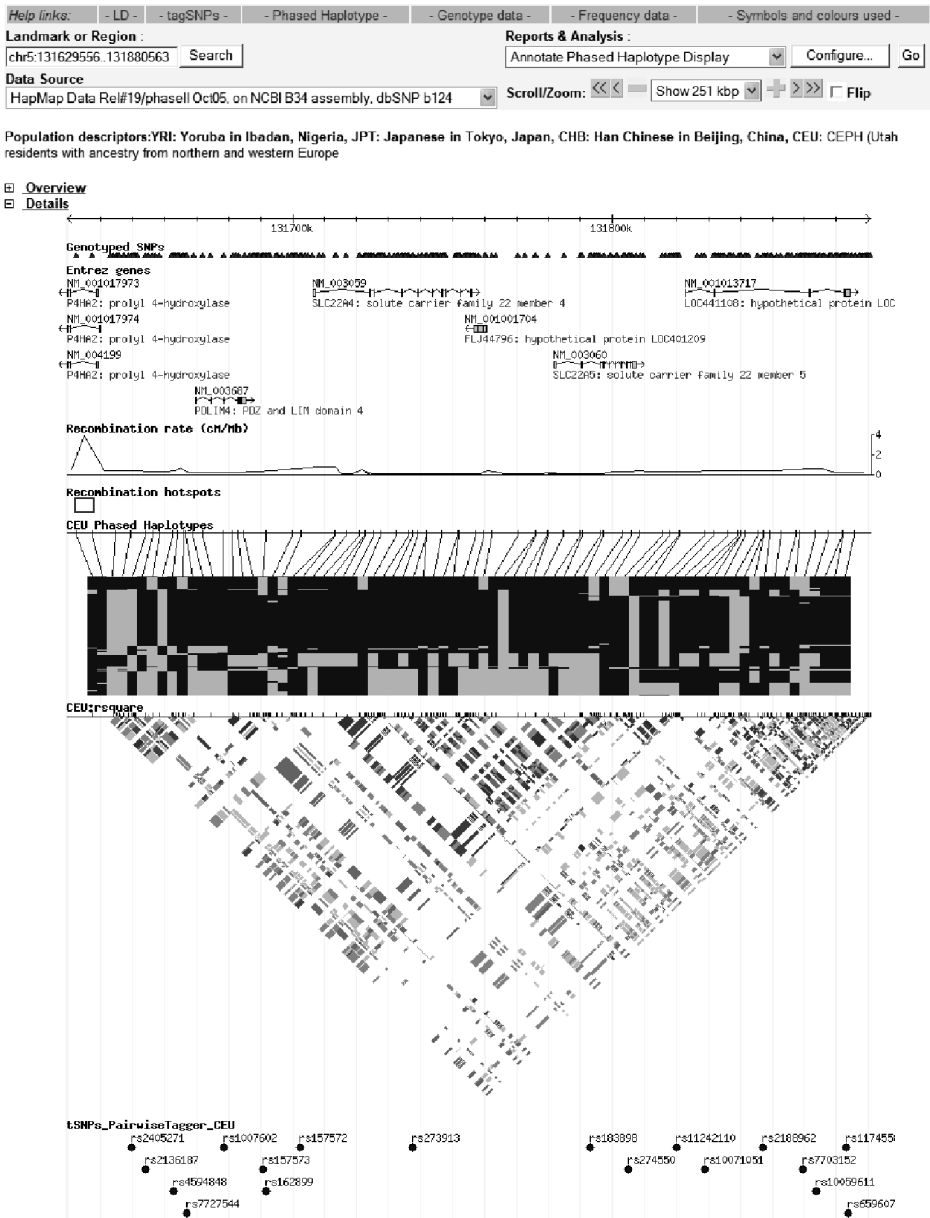 Help links: - LD - - tagSNPs - - Phased Haplotype - - Genotype data - - Frequency data - - Symbols and colours used -
Landmark or Region :
chr5:131629556..131880563 Search
Reports & Analysis :
Annotate Phased Haplotype Display Configure... Go
Data Source
HapMap Data Rel#19/phaseII Oct05, on NCBI B34 assembly, dbSNP b124
Scroll/Zoom: << < Show 251 kbp > >> Flip
Population descriptors:YRI: Yoruba in Ibadan, Nigeria, JPT: Japanese in Tokyo, Japan, CHB: Han Chinese in Beijing, China, CEU: CEPH (Utah
residents with ancestry from northern and western Europe
Overview
Details
131700k 131800k
Genotyped SNPs
Entrez genes
NM_001017973 NM_003059 NM_001013717
P4HA2: prolyl 4-hydroxylase SLC22A4: solute carrier family 22 member 4 LOC441108: hypothetical protein LOC
NM_001017974 NM_001001704
P4HA2: prolyl 4-hydroxylase FLJ44796: hypothetical protein LOC401209
NM_004199 NM_003060
P4HA2: prolyl 4-hydroxylase SLC22A5: solute carrier family 22 member 5
NM_003687
PDLIM4: PDZ and LIM domain 4
Recombination rate (cM/Mb)
4
2
0
Recombination hotspots
CEU Phased Haplotypes
CEU:rsquare
tSNPs_PairwiseTagger_CEU
rs2405271 rs1007602 rs157572 rs273913 rs183898 rs11242110 rs2188962 rs117455
rs2136187 rs157573 rs274550 rs10071051 rs7703152
rs4594848 rs162899 rs10059611
rs7727544 rs659607